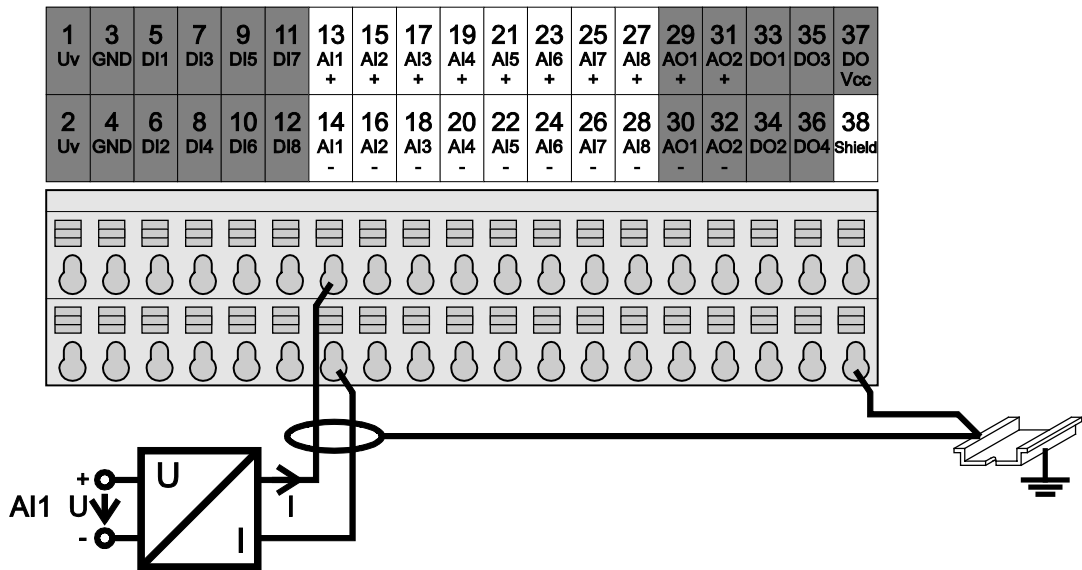 1 3 5 7 9 11 13 15 17 19 21 23 25 27 29 31 33 35 37
Uv GND DI1 DI3 DI5 DI7 AI1 AI2 AI3 AI4 AI5 AI6 AI7 AI8 AO1 AO2 DO1 DO3 DO
+ + + + + + + + + + Vcc
2 4 6 8 10 12 14 16 18 20 22 24 26 28 30 32 34 36 38
Uv GND DI2 DI4 DI6 DI8 AI1 AI2 AI3 AI4 AI5 AI6 AI7 AI8 AO1 AO2 DO2 DO4 Shield
- - - - - - - - - -
+ U
AI1 U I
- I